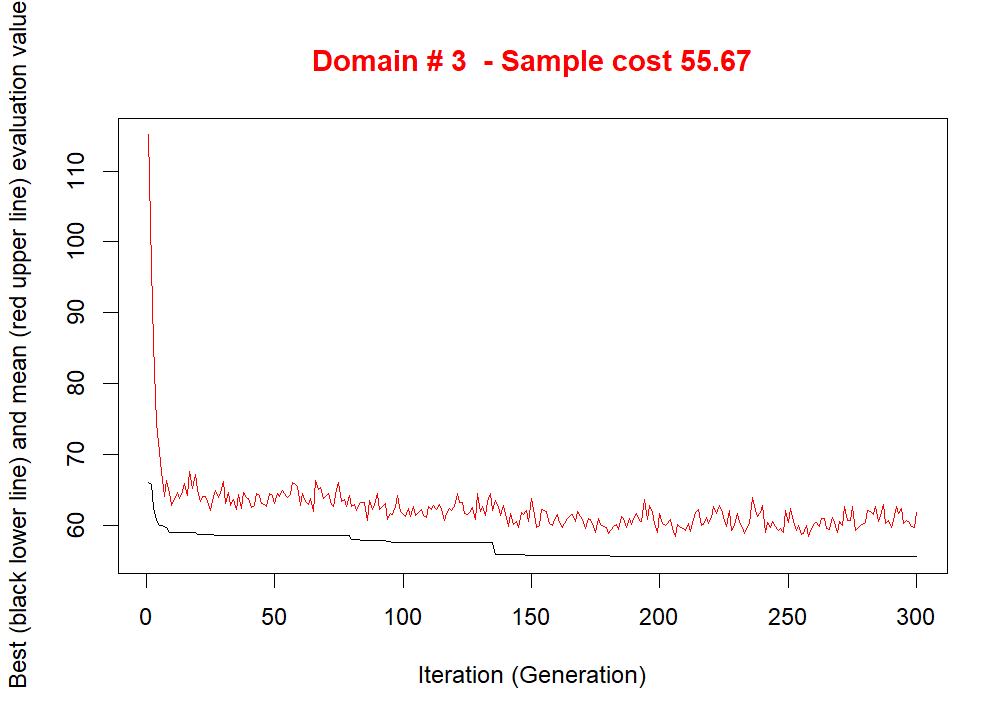 Domain # 3  - Sample cost 55.67
Best (black lower line) and mean (red upper line) evaluation value
110
100
90
80
70
60
0 50 100 150 200 250 300
Iteration (Generation)